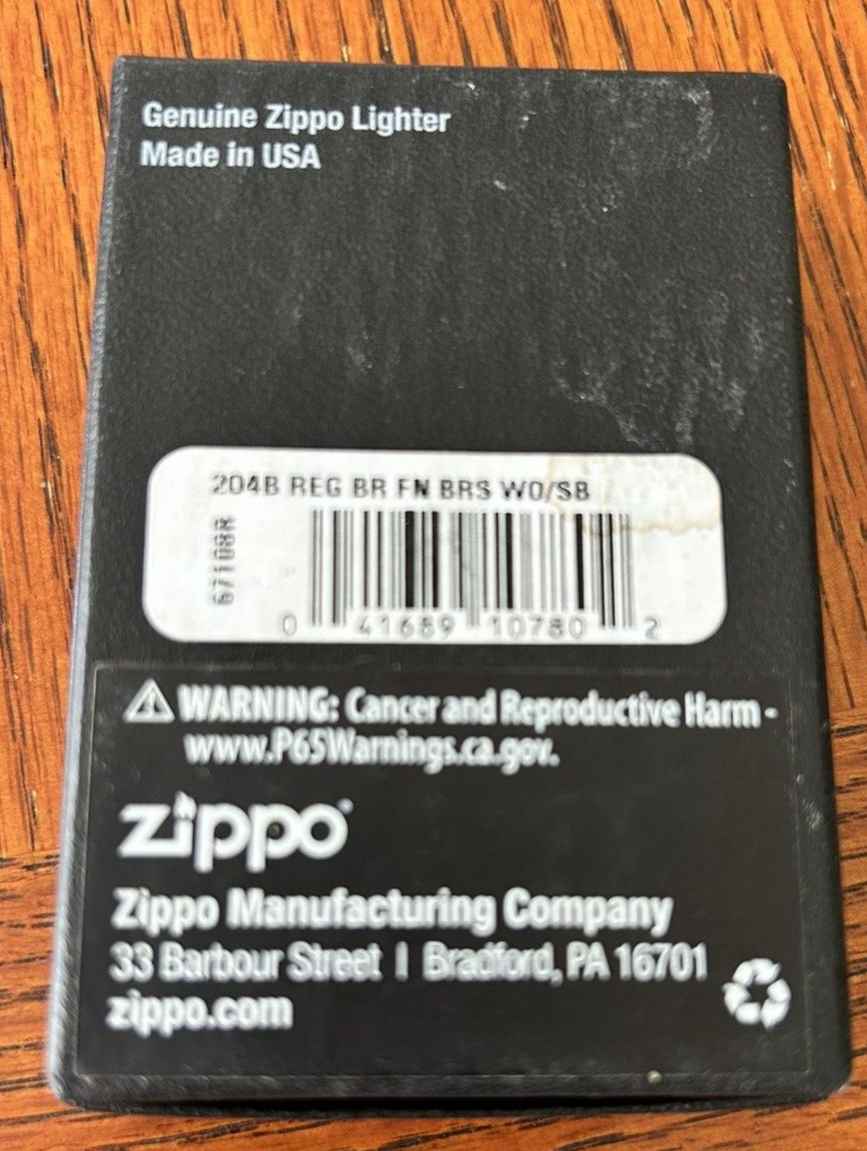 Genuine Zippo Lighter
Made in USA
204B REG BR FN BRS WO/SB
67108R
0 41689 10780 2
WARNING: Cancer and Reproductive Harm -
www.P65Warnings.ca.gov.
zippo
Zippo Manufacturing Company
33 Barbour Street | Bradford, PA 16701
zippo.com